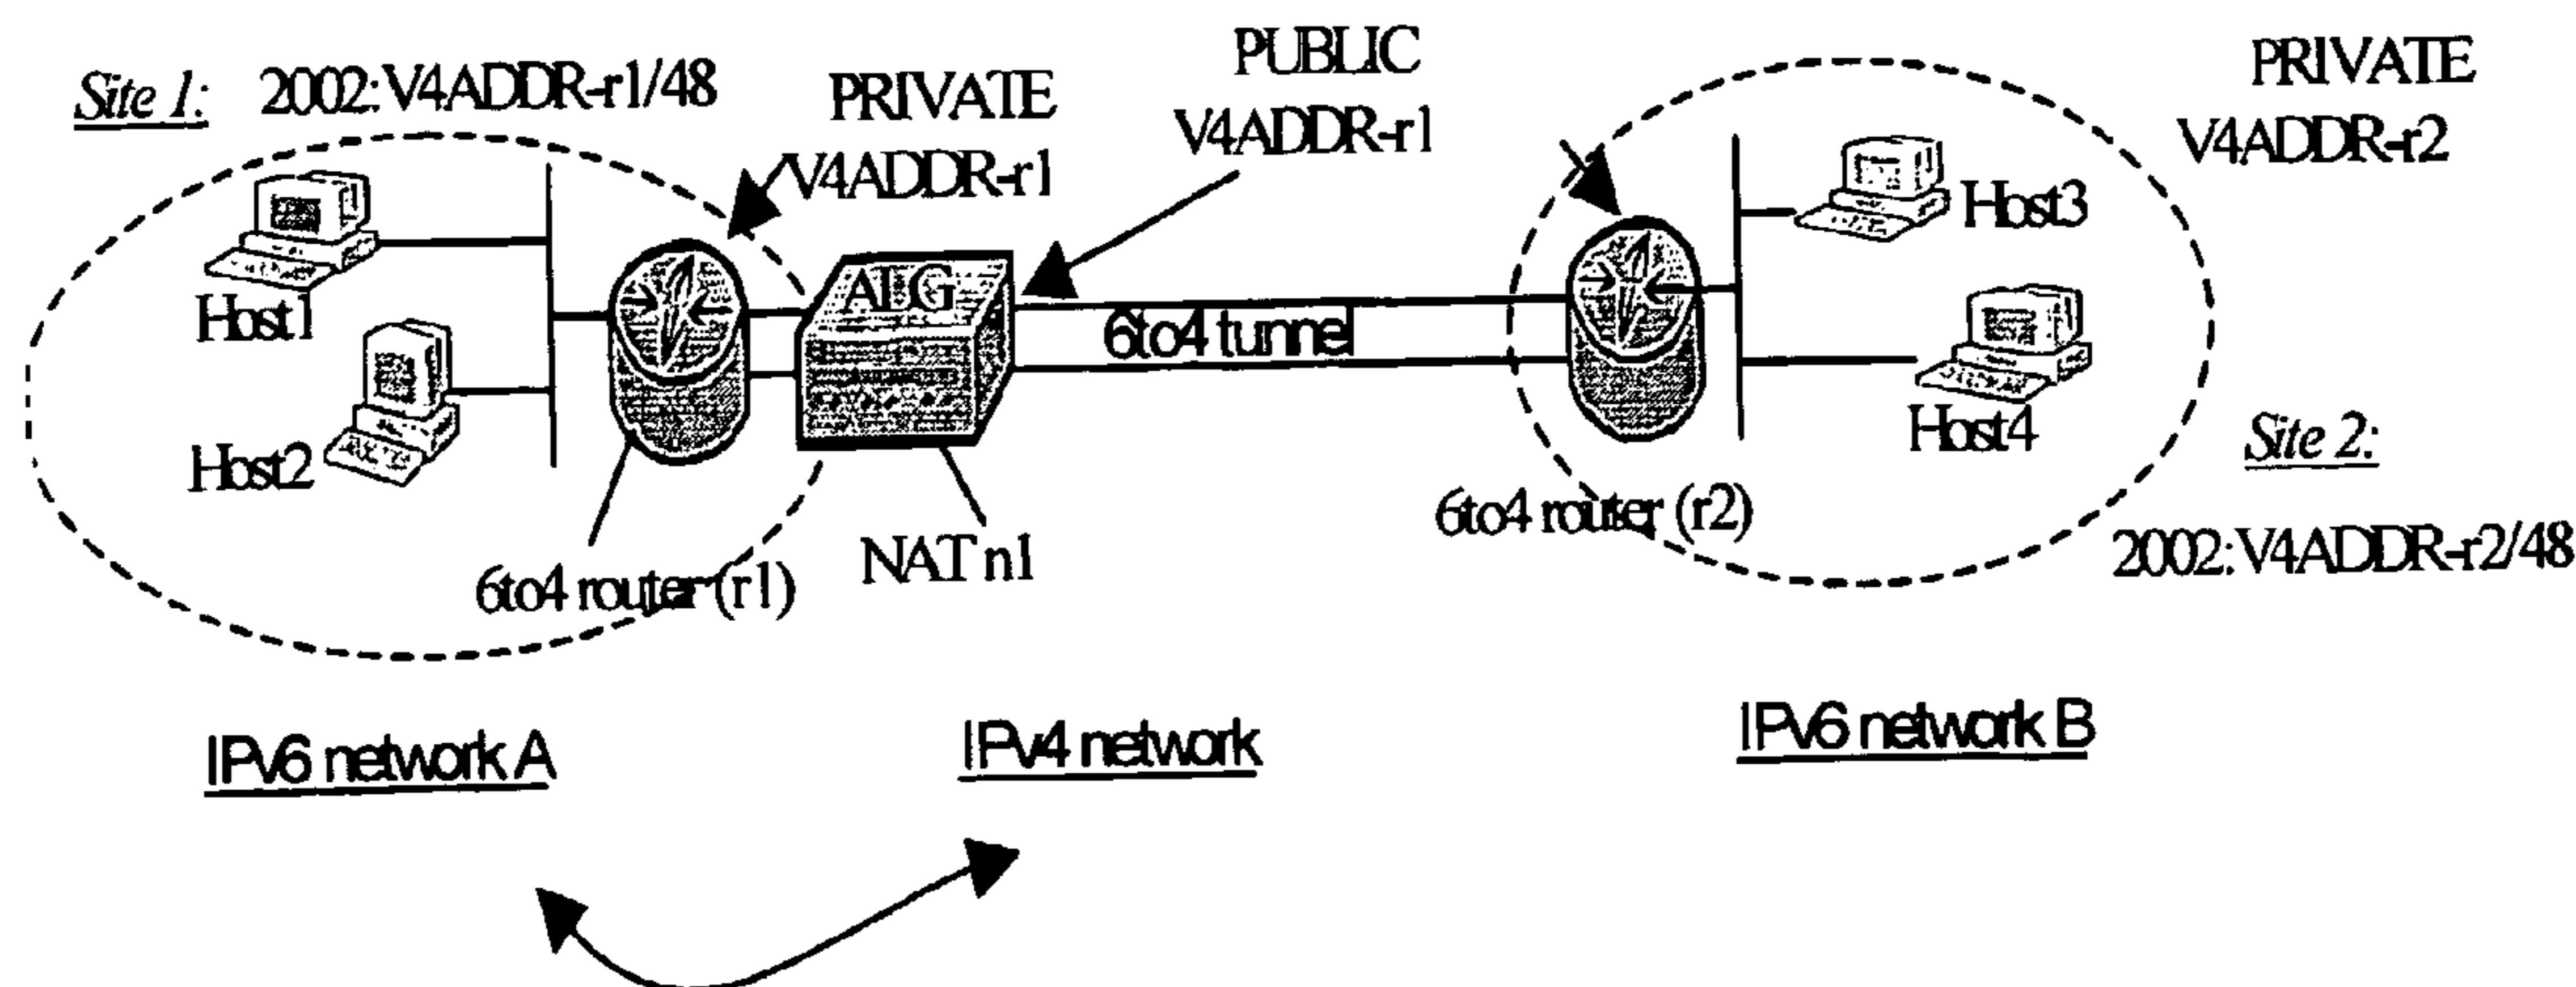 Site 1: 2002:V4ADDR-r1/48
PRIVATE
V4ADDR-r1
PUBLIC
V4ADDR-r1
PRIVATE
V4ADDR-r2
Host1
Host2
ALG
6to4 tunnel
Host3
Host4
6to4 router (r1)
NAT n1
6to4 router (r2)
Site 2:
2002:V4ADDR-r2/48
IPV6 network A
IPV4 network
IPV6 network B